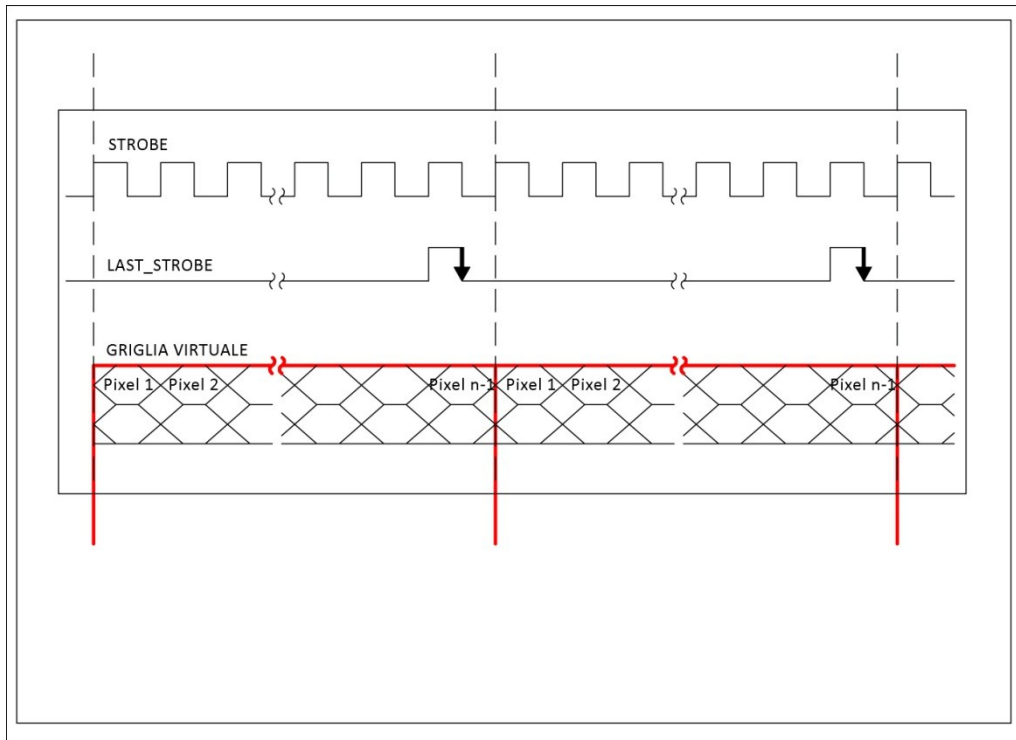 STROBE
LAST_STROBE
GRIGLIA VIRTUALE
Pixel 1 Pixel 2 Pixel n-1 Pixel 1 Pixel 2 Pixel n-1